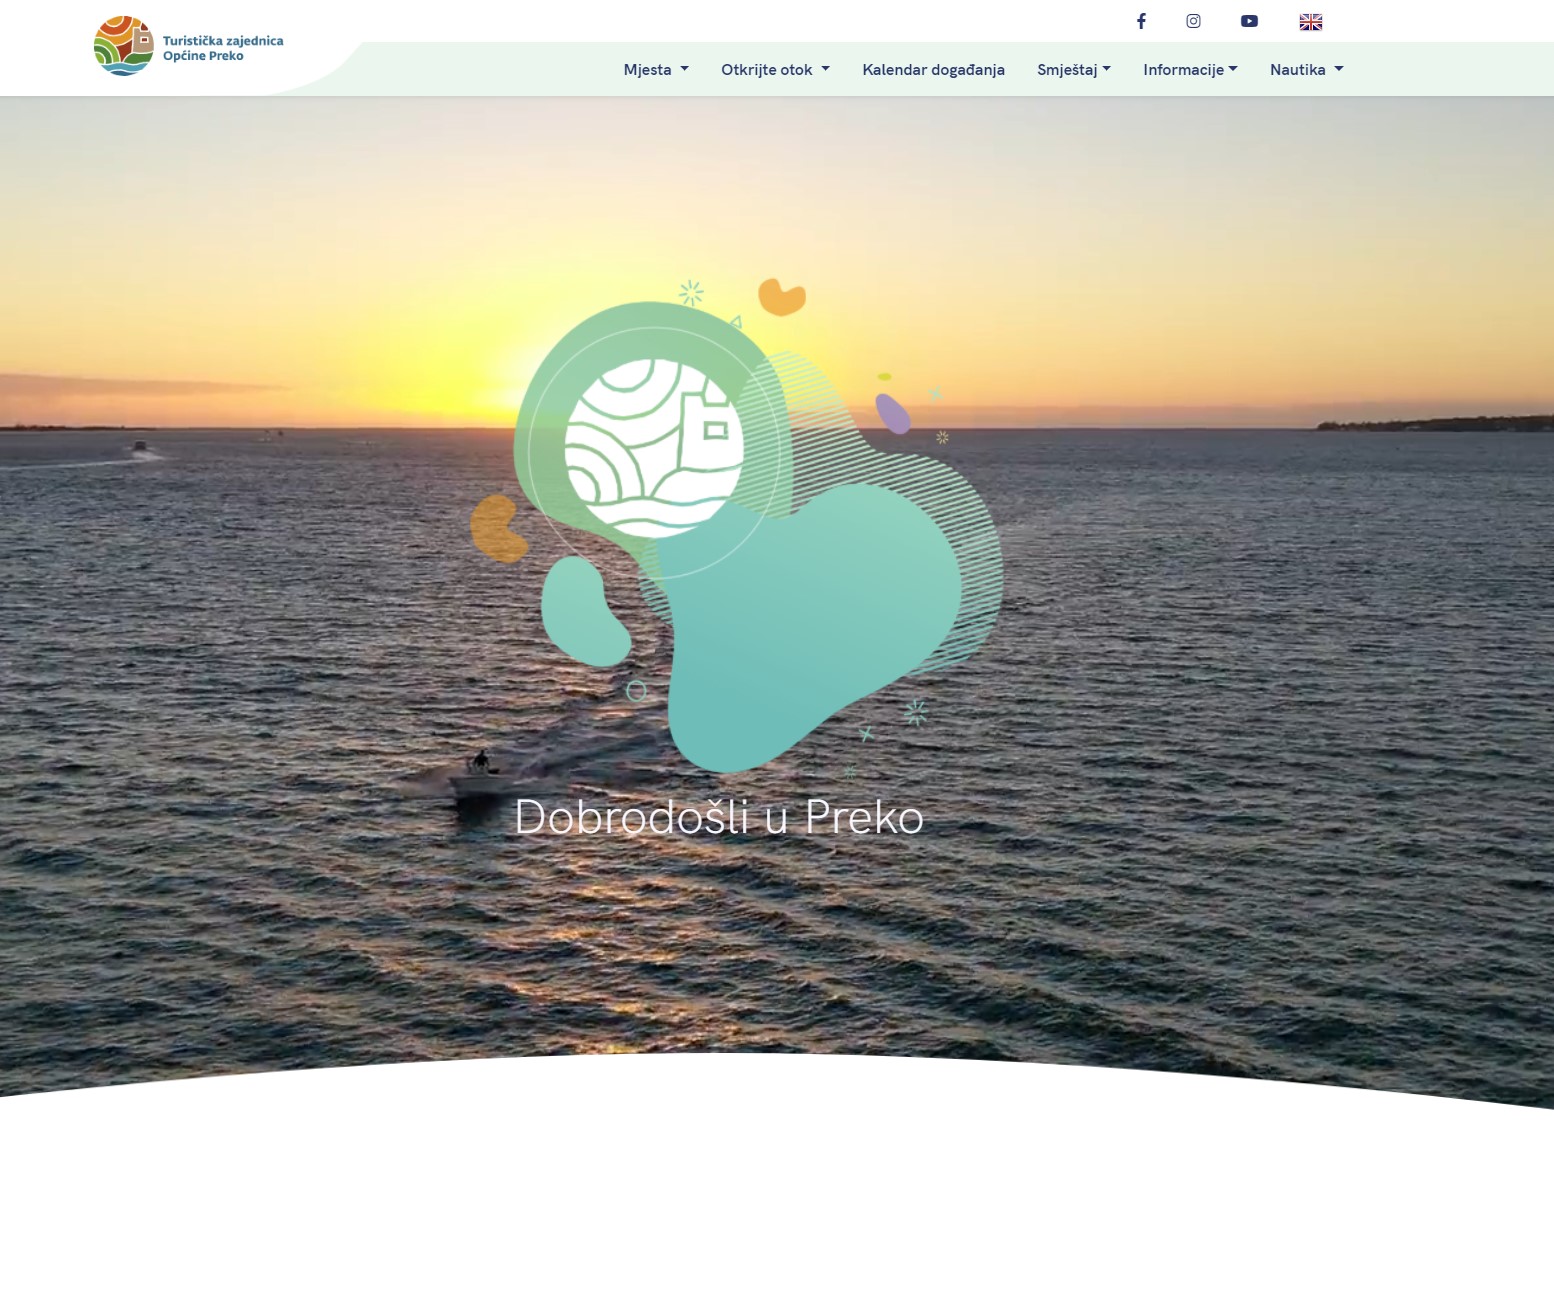 Turistička zajednica
Općine Preko
Mjesta
Otkrijte otok
Kalendar događanja
Smještaj
Informacije
Nautika
Dobrodošli u Preko